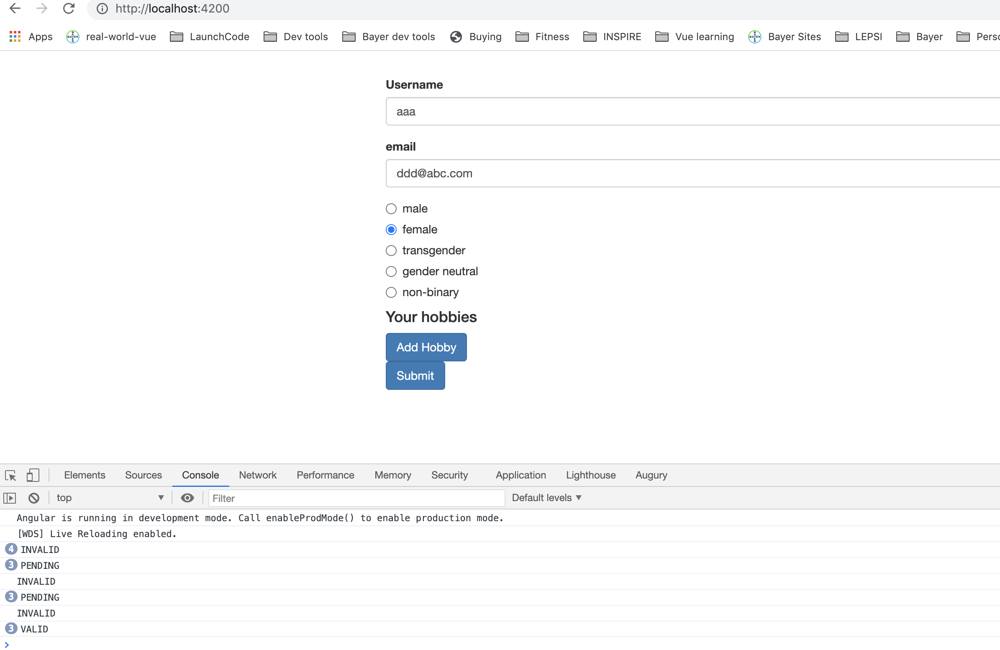 http://localhost:4200
Apps real-world-vue LaunchCode Dev tools Bayer dev tools Buying Fitness INSPIRE Vue learning Bayer Sites LEPSI Bayer Perso
Username
aaa
email
ddd@abc.com
male
female
transgender
gender neutral
non-binary
Your hobbies
Add Hobby
Submit
Elements Sources Console Network Performance Memory Security Application Lighthouse Augury
top Filter Default levels
Angular is running in development mode. Call enableProdMode() to enable production mode.
[WDS] Live Reloading enabled.
4 INVALID
3 PENDING
INVALID
3 PENDING
INVALID
3 VALID